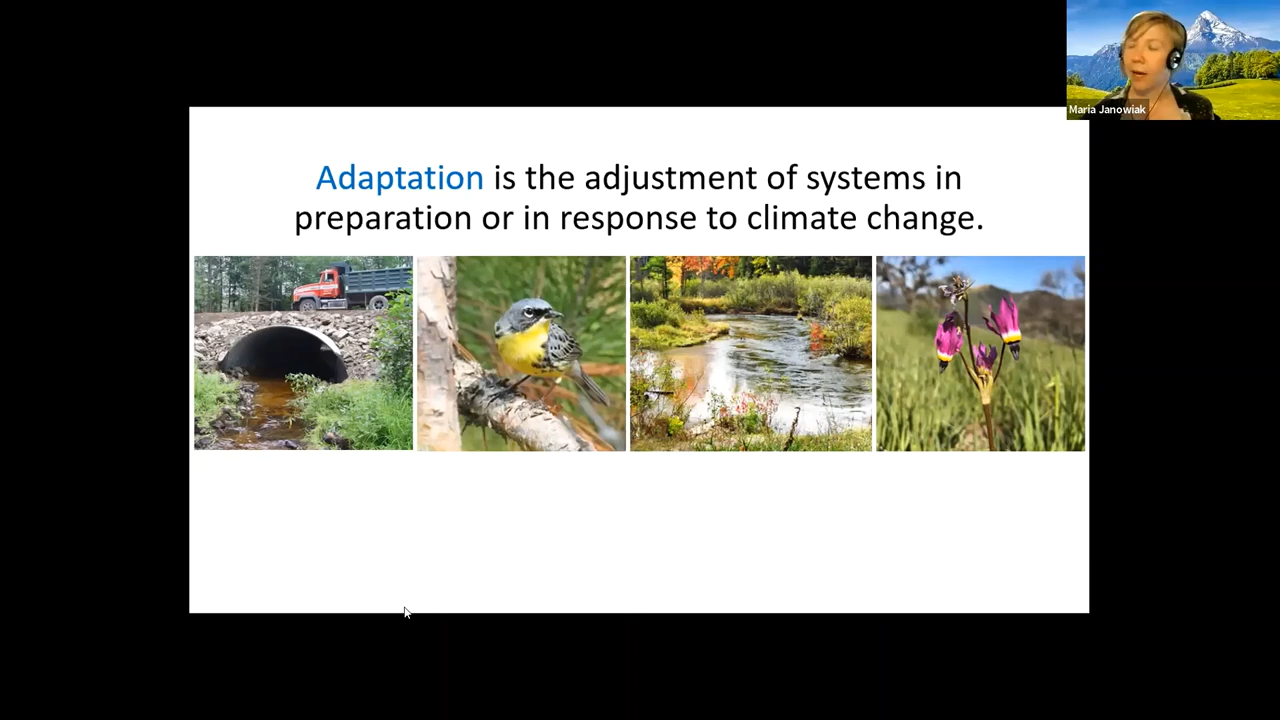 Maria Janowiak
Adaptation is the adjustment of systems in
preparation or in response to climate change.